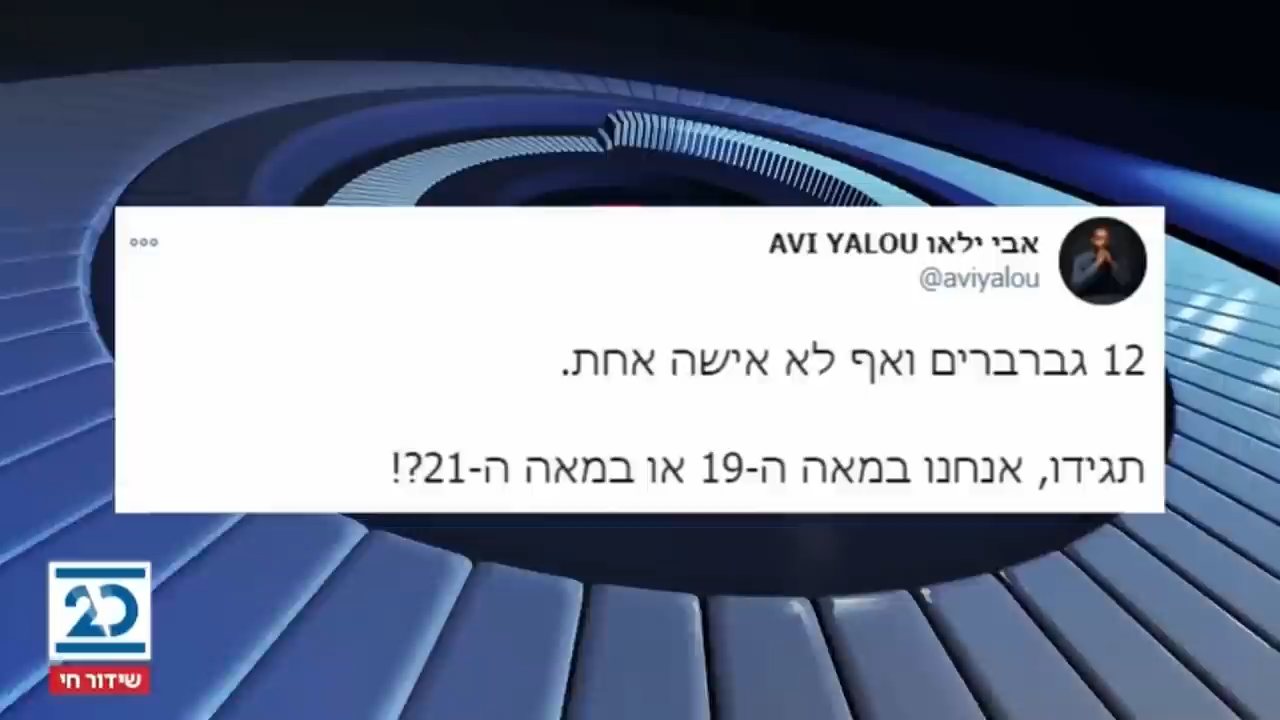 אבי ילאו AVI YALOU
@aviyalou
12 גברברים ואף לא אישה אחת.
תגידו, אנחנו במאה ה-19 או במאה ה-21?!
20
שידור חי